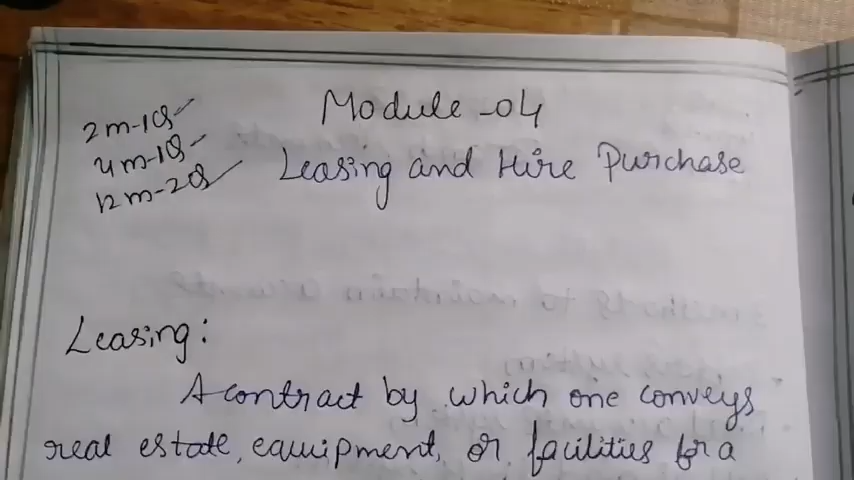 Module -04
2m-1Q
4m-1Q
12m-2Q
Leasing and Hire Purchase
Leasing:
A contract by which one conveys
real estate, equipment, or facilities for a